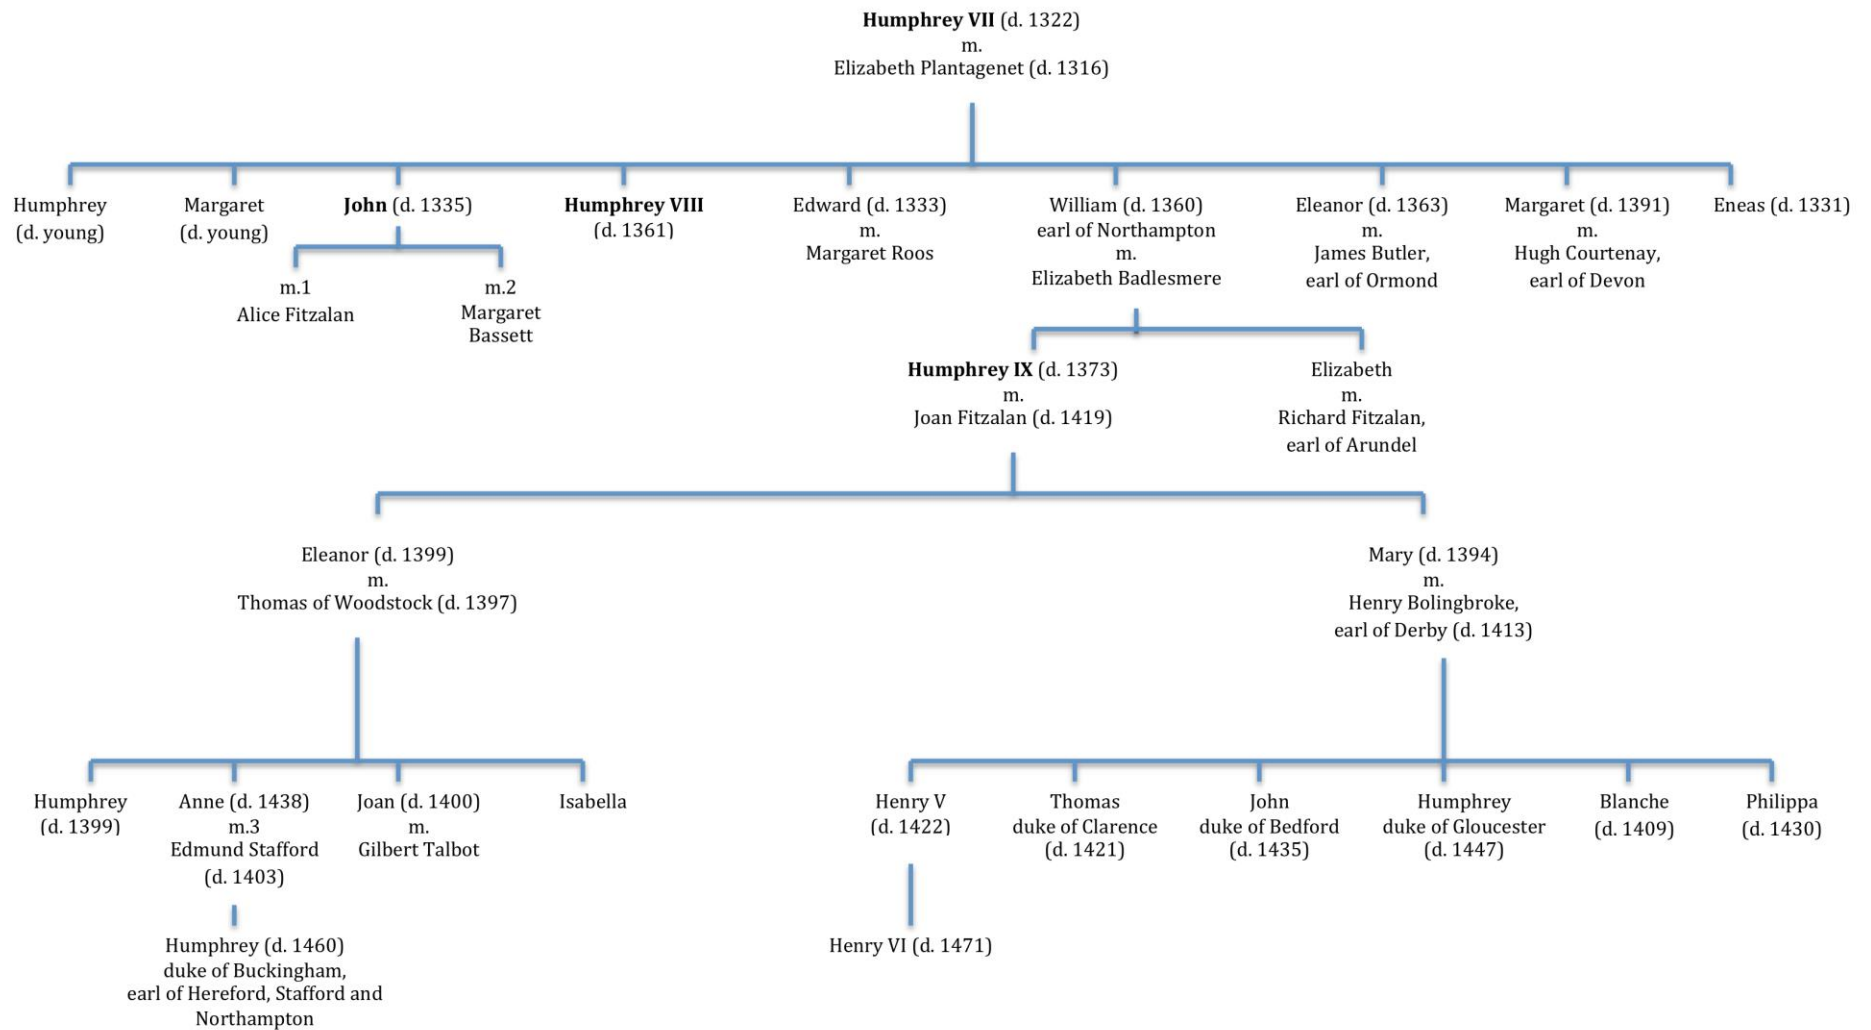 Humphrey VII (d. 1322)
m.
Elizabeth Plantagenet (d. 1316)
Humphrey
(d. young)
Margaret
(d. young)
John (d. 1335)
m.1
Alice Fitzalan
m.2
Margaret
Bassett
Humphrey VIII
(d. 1361)
Edward (d. 1333)
m.
Margaret Roos
William (d. 1360)
earl of Northampton
m.
Elizabeth Badlesmere
Eleanor (d. 1363)
m.
James Butler,
earl of Ormond
Margaret (d. 1391)
m.
Hugh Courtenay,
earl of Devon
Eneas (d. 1331)
Humphrey IX (d. 1373)
m.
Joan Fitzalan (d. 1419)
Elizabeth
m.
Richard Fitzalan,
earl of Arundel
Eleanor (d. 1399)
m.
Thomas of Woodstock (d. 1397)
Mary (d. 1394)
m.
Henry Bolingbroke,
earl of Derby (d. 1413)
Humphrey
(d. 1399)
Anne (d. 1438)
m.3
Edmund Stafford
(d. 1403)
Joan (d. 1400)
m.
Gilbert Talbot
Isabella
Henry V
(d. 1422)
Thomas
duke of Clarence
(d. 1421)
John
duke of Bedford
(d. 1435)
Humphrey
duke of Gloucester
(d. 1447)
Blanche
(d. 1409)
Philippa
(d. 1430)
Humphrey (d. 1460)
duke of Buckingham,
earl of Hereford, Stafford and
Northampton
Henry VI (d. 1471)